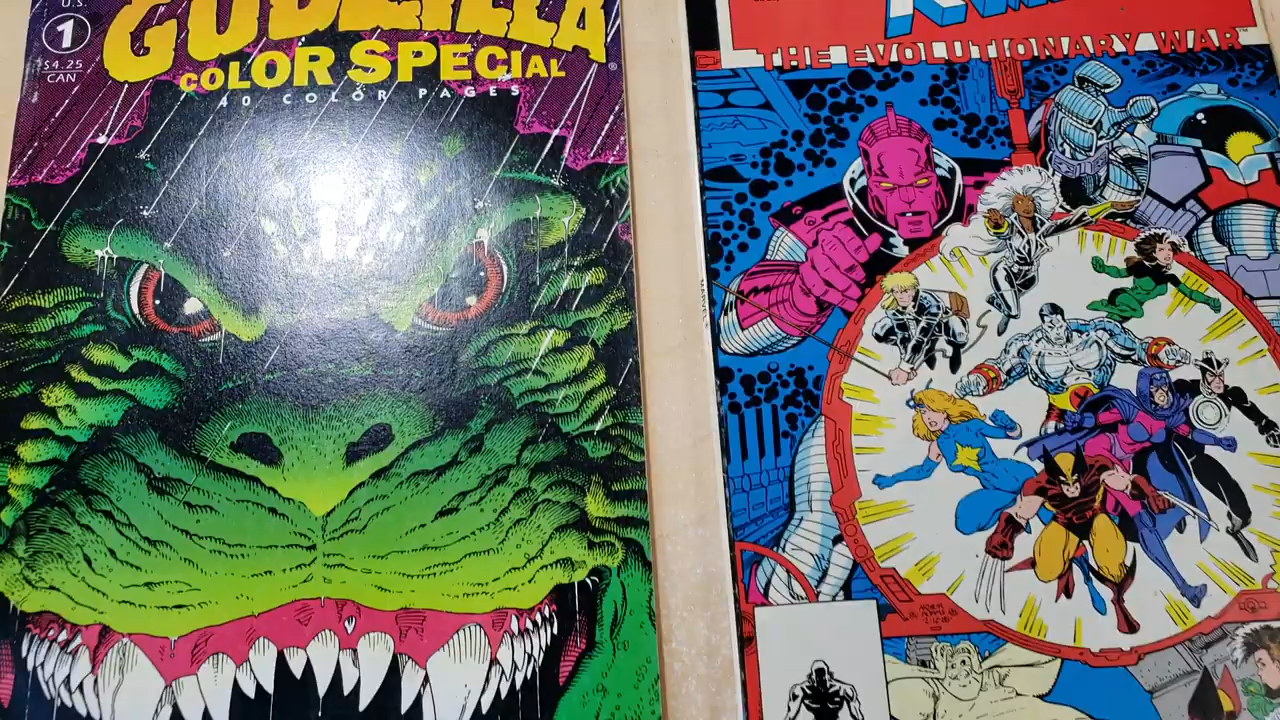 U.S.
1
$4.25
CAN
GODZILLA
COLOR SPECIAL
40 COLOR PAGES
THE EVOLUTIONARY WAR